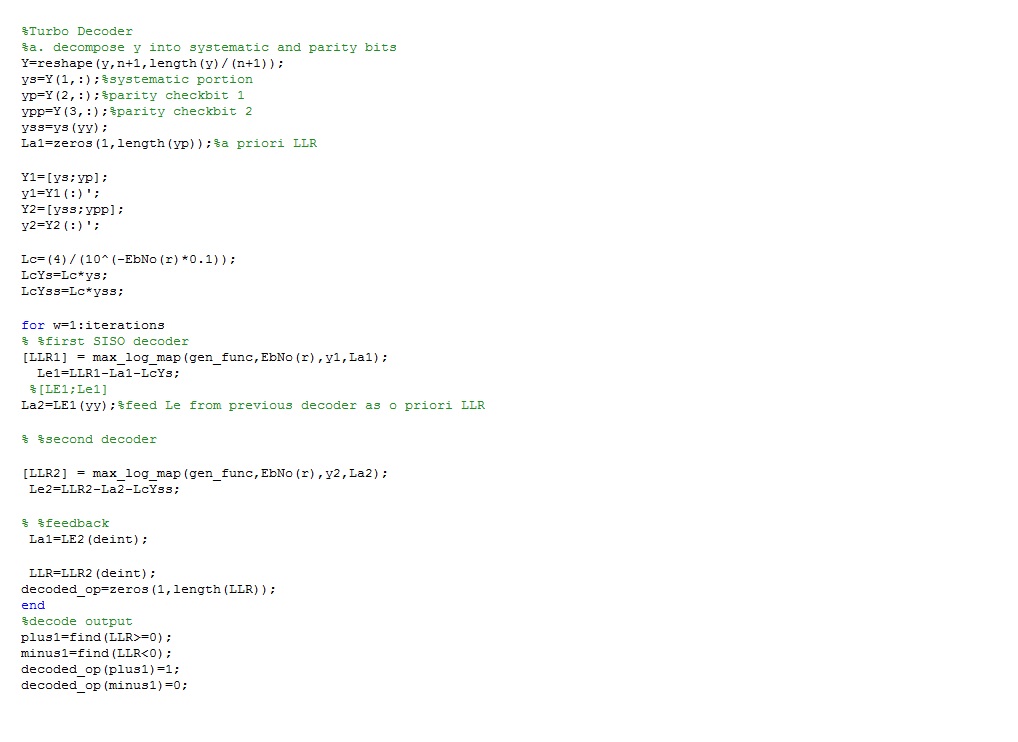 %Turbo Decoder
%a. decompose y into systematic and parity bits
Y=reshape(y,n+1,length(y)/(n+1));
ys=Y(1,:);%systematic portion
yp=Y(2,:);%parity checkbit 1
ypp=Y(3,:);%parity checkbit 2
yss=ys(yy);
La1=zeros(1,length(yp));%a priori LLR
Y1=[ys;yp];
y1=Y1(:)';
Y2=[yss;ypp];
y2=Y2(:)';
Lc=(4)/(10^(-EbNo(r)*0.1));
LcYs=Lc*ys;
LcYss=Lc*yss;
for w=1:iterations
% %first SISO decoder
[LLR1] = max_log_map(gen_func,EbNo(r),y1,La1);
Le1=LLR1-La1-LcYs;
%[LE1;Le1]
La2=LE1(yy);%feed Le from previous decoder as o priori LLR
% %second decoder
[LLR2] = max_log_map(gen_func,EbNo(r),y2,La2);
Le2=LLR2-La2-LcYss;
% %feedback
La1=LE2(deint);
LLR=LLR2(deint);
decoded_op=zeros(1,length(LLR));
end
%decode output
plus1=find(LLR>=0);
minus1=find(LLR<0);
decoded_op(plus1)=1;
decoded_op(minus1)=0;